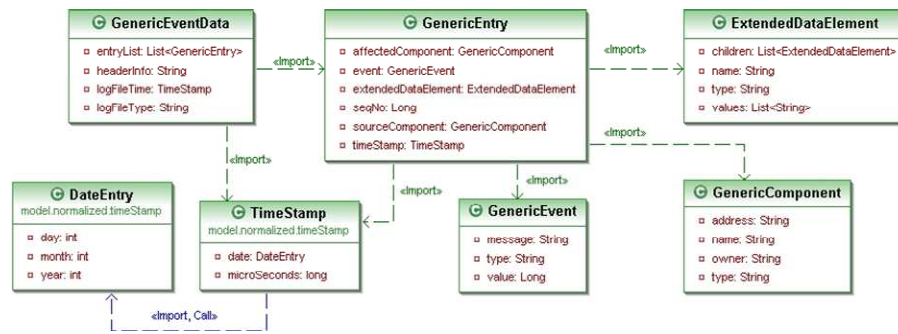 GenericEventData
entryList: List<GenericEntry>
headerInfo: String
logFileTime: TimeStamp
logFileType: String
«Import»
GenericEntry
affectedComponent: GenericComponent
event: GenericEvent
extendedDataElement: ExtendedDataElement
seqNo: Long
sourceComponent: GenericComponent
timeStamp: TimeStamp
«Import»
ExtendedDataElement
children: List<ExtendedDataElement>
name: String
type: String
values: List<String>
«Import»
«Import»
«Import»
«Import»
DateEntry
model.normalized.timeStamp
day: int
month: int
year: int
TimeStamp
model.normalized.timeStamp
date: DateEntry
microSeconds: long
GenericEvent
message: String
type: String
value: Long
GenericComponent
address: String
name: String
owner: String
type: String
«Import, Call»